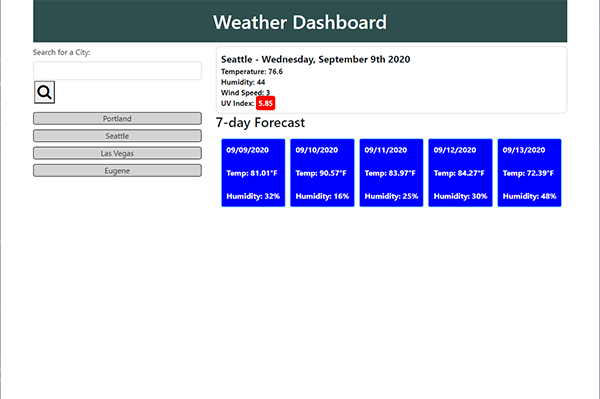 Weather Dashboard
Search for a City:
Portland
Seattle
Las Vegas
Eugene
Seattle - Wednesday, September 9th 2020
Temperature: 76.6
Humidity: 44
Wind Speed: 3
UV Index: 5.85
7-day Forecast
09/09/2020
Temp: 81.01°F
Humidity: 32%
09/10/2020
Temp: 90.57°F
Humidity: 16%
09/11/2020
Temp: 83.97°F
Humidity: 25%
09/12/2020
Temp: 84.27°F
Humidity: 30%
09/13/2020
Temp: 72.39°F
Humidity: 48%